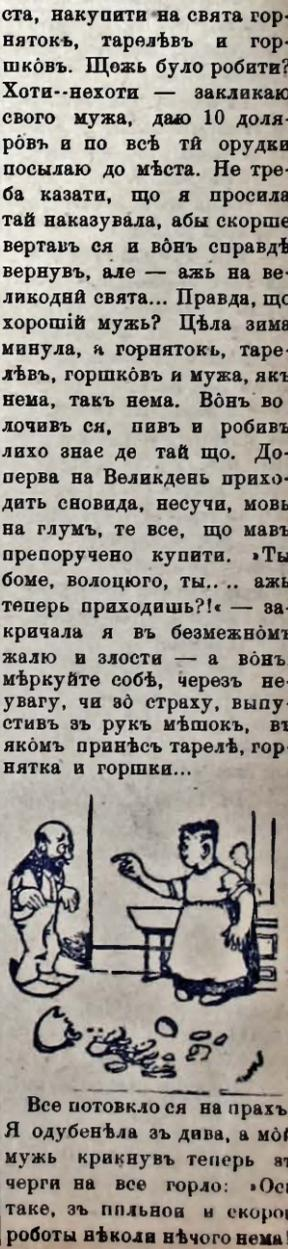 ста, накупити на свята гор-
нятокъ, тарелѣвъ и гор-
шкôвъ. Щожь було робити?
Хоти--нехоти — закликаю
свого мужа, даю 10 доля-
рôвъ и по всѣ тй орудки
посылаю до мѣста. Не тре-
ба казати, що я просила
тай наказувала, абы скорше
вертавъ ся и вôнъ справдѣ
вернувъ, але — ажь на ве-
ликоднй свята... Правда, що
хорошій мужь? Цѣла зима
минула, а горнятокъ, таре-
лѣвъ, горшкôвъ и мужа, якъ
нема, такъ нема. Вôнъ во-
лочивъ ся, пивъ и робивъ
лихо знае де тай що. До-
перва на Великдень прихо-
дить сновида, несучи, мовь
на глумъ, те все, що мавъ
препоручено купити. »Ты
боме, волоцюго, ты.... ажь
теперь приходишь?!« — за-
кричала я въ безмежнôмъ
жалю и злости — а вôнъ,
мѣркуйте собѣ, черезъ не-
увагу, чи зô страху, выпу-
стивъ зъ рукъ мѣшокъ, въ
якôмъ принѣсъ тарелѣ, гор-
нятка и горшки...
Все потовкло ся на прахъ.
Я одубенѣла зъ дива, а мôй
мужь крикнувъ теперь зъ
черги на все горло: »Ось
таке, зъ пильнои и скорои
роботы нѣколи нѣчого нема!